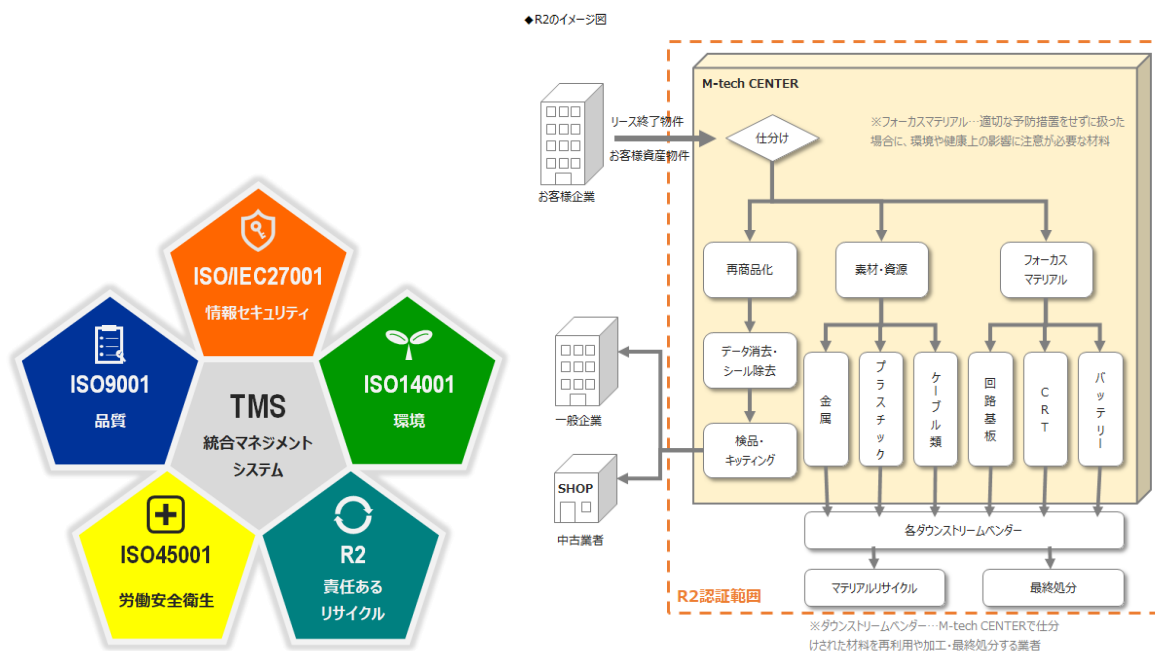 ISO/IEC27001
情報セキュリティ
ISO9001
品質
ISO14001
環境
TMS
統合マネジメント
システム
ISO45001
労働安全衛生
R2
責任ある
リサイクル
◆R2のイメージ図
M-tech CENTER
リース終了物件
お客様資産物件
お客様企業
仕分け
※フォーカスマテリアル…適切な予防措置をせずに扱った
場合に、環境や健康上の影響に注意が必要な材料
再商品化
素材・資源
フォーカス
マテリアル
データ消去・
シール除去
検品・
キッティング
金属
プラスチック
ケーブル類
回路基板
CRT
バッテリー
一般企業
SHOP
中古業者
各ダウンストリームベンダー
マテリアルリサイクル
最終処分
R2認証範囲
※ダウンストリームベンダー…M-tech CENTERで仕分
けされた材料を再利用や加工・最終処分する業者